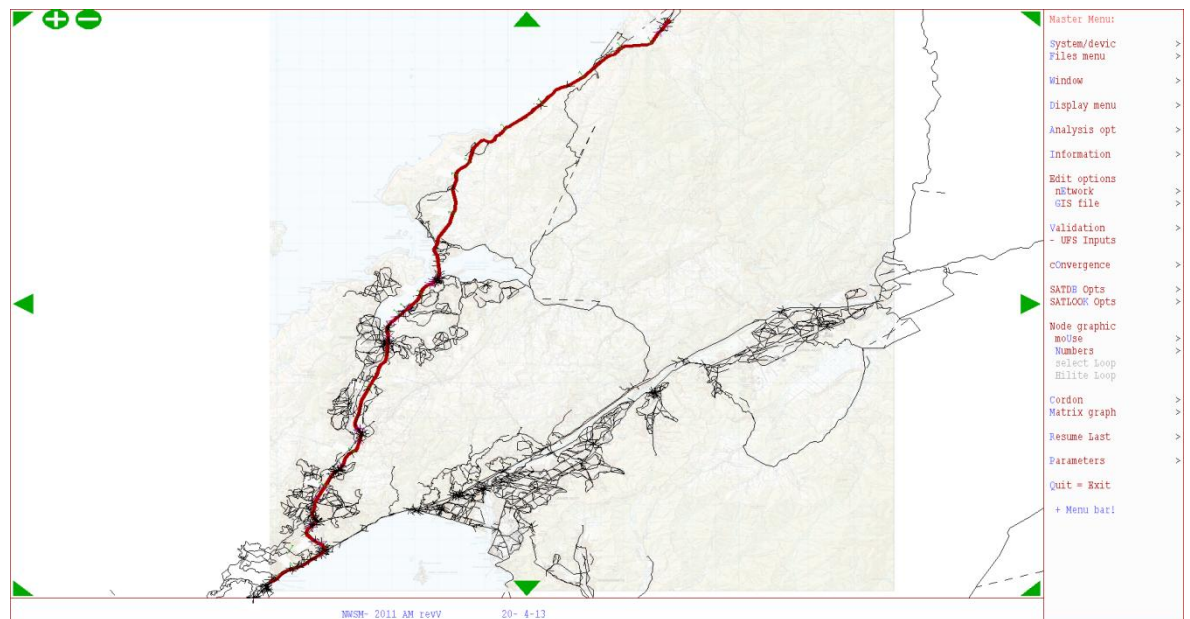 Master Menu:
System/devic >
Files menu >
Window >
Display menu >
Analysis opt >
Information >
Edit options
nEtwork >
GIS file >
Validation >
- UFS Inputs
cOnvergence >
SATDB Opts >
SATLOOK Opts >
Node graphic
moUse >
Numbers >
select Loop
Hilite Loop
Cordon >
Matrix graph >
Resume Last >
Parameters >
Quit = Exit
+ Menu bar!
NWSM- 2011 AM revV 20- 4-13